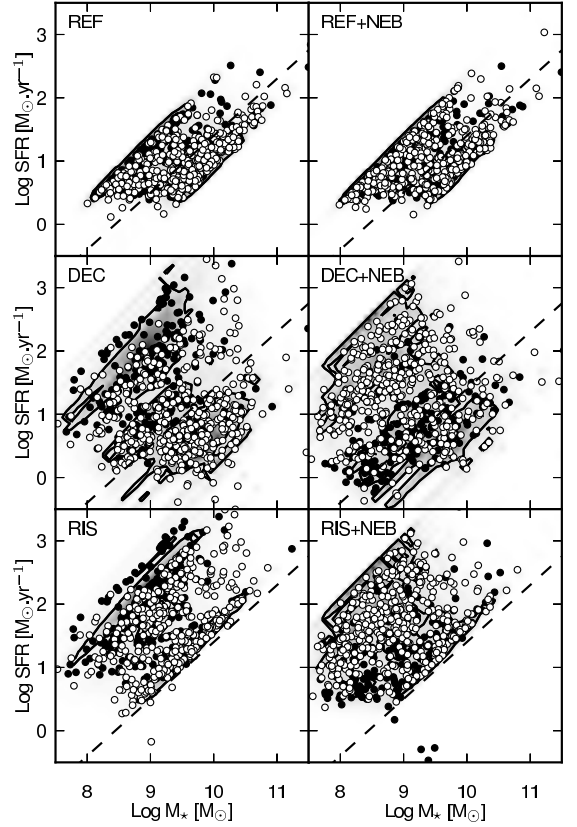 REF REF+NEB
3
2
1
0
Log SFR [M⊙.yr⁻¹]
DEC DEC+NEB
3
2
1
0
Log SFR [M⊙.yr⁻¹]
RIS RIS+NEB
3
2
1
0
Log SFR [M⊙.yr⁻¹]
8 9 10 11 8 9 10 11
Log M⋆ [M⊙] Log M⋆ [M⊙]